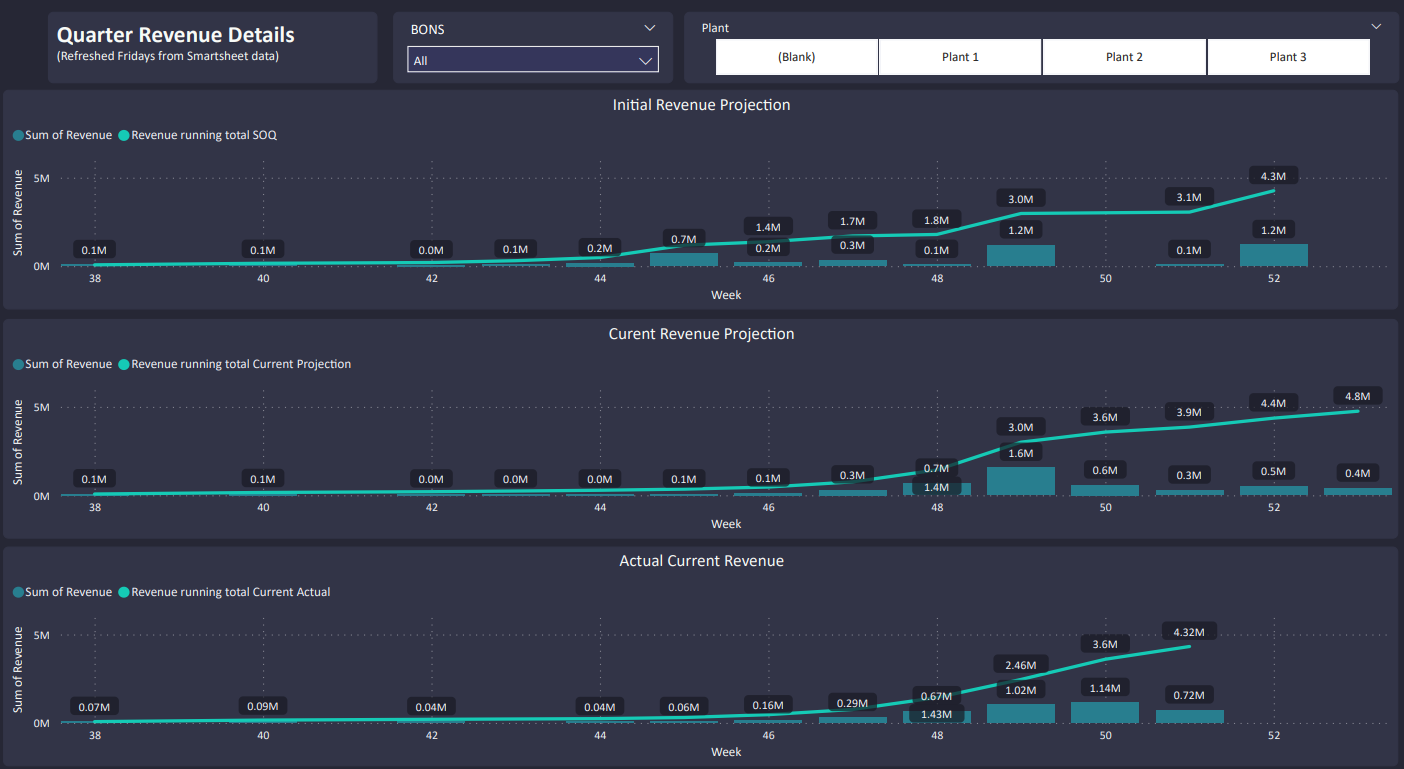 Quarter Revenue Details
(Refreshed Fridays from Smartsheet data)
BONS
All
Plant
(Blank)
Plant 1
Plant 2
Plant 3
Initial Revenue Projection
Sum of Revenue
Revenue running total SOQ
Sum of Revenue
5M
0M
0.1M
0.1M
0.0M
0.1M
0.2M
0.7M
1.4M
0.2M
1.7M
0.3M
1.8M
0.1M
3.0M
1.2M
3.1M
0.1M
4.3M
1.2M
38
40
42
44
46
48
50
52
Week
Curent Revenue Projection
Sum of Revenue
Revenue running total Current Projection
Sum of Revenue
5M
0M
0.1M
0.1M
0.0M
0.0M
0.0M
0.1M
0.1M
0.3M
0.7M
1.4M
3.0M
1.6M
3.6M
0.6M
3.9M
0.3M
4.4M
0.5M
4.8M
0.4M
38
40
42
44
46
48
50
52
Week
Actual Current Revenue
Sum of Revenue
Revenue running total Current Actual
Sum of Revenue
5M
0M
0.07M
0.09M
0.04M
0.04M
0.06M
0.16M
0.29M
0.67M
1.43M
2.46M
1.02M
3.6M
1.14M
4.32M
0.72M
38
40
42
44
46
48
50
52
Week